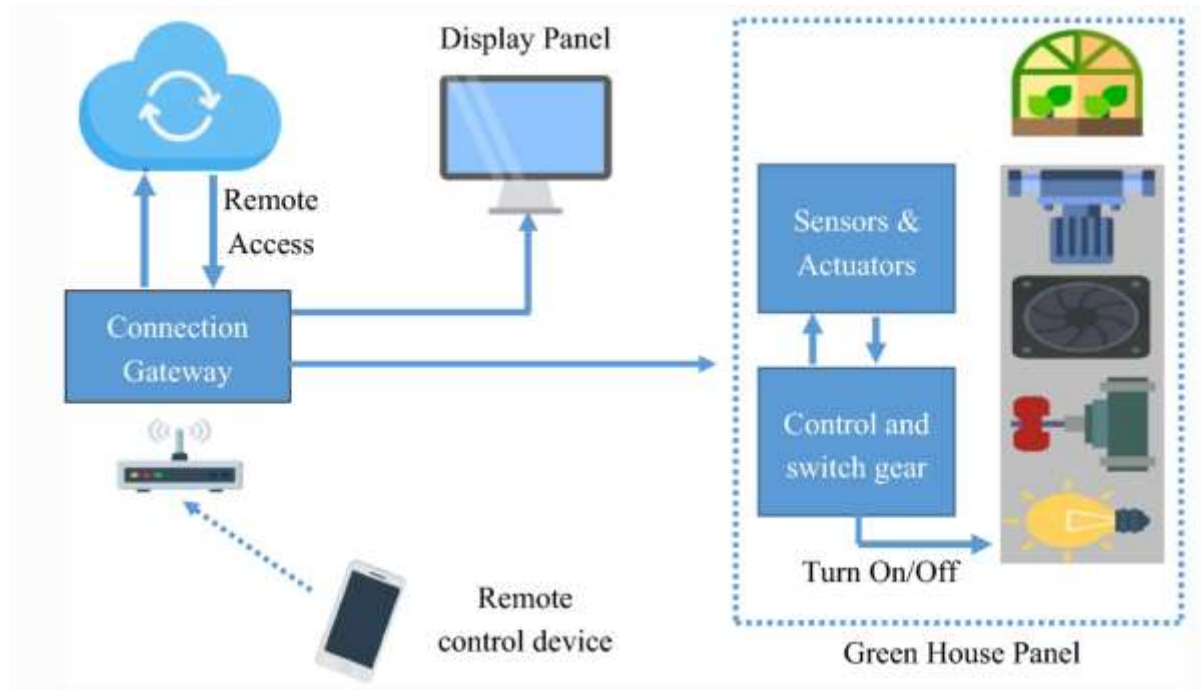 Display Panel
Remote
Access
Connection
Gateway
Sensors &
Actuators
Control and
switch gear
Turn On/Off
Remote
control device
Green House Panel